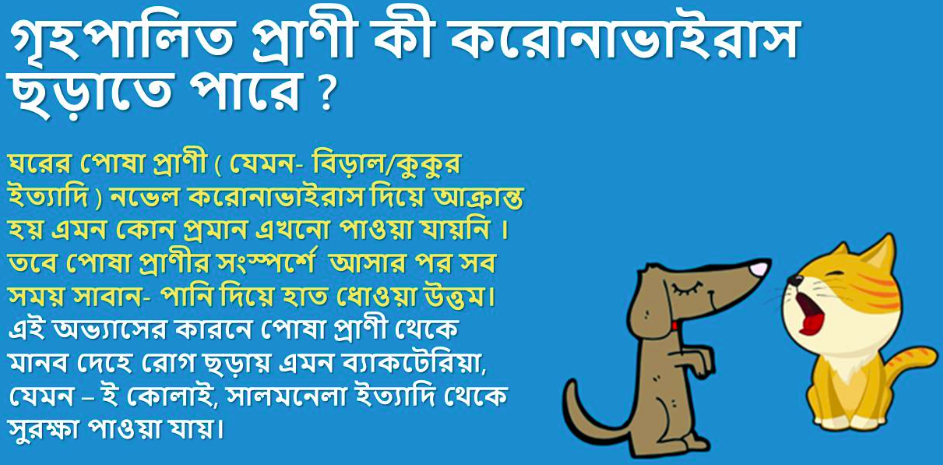 গৃহপালিত প্রাণী কী করোনাভাইরাস
ছড়াতে পারে ?
ঘরের পোষা প্রাণী ( যেমন- বিড়াল/কুকুর
ইত্যাদি ) নভেল করোনাভাইরাস দিয়ে আক্রান্ত
হয় এমন কোন প্রমান এখনো পাওয়া যায়নি ।
তবে পোষা প্রাণীর সংস্পর্শে আসার পর সব
সময় সাবান- পানি দিয়ে হাত ধোওয়া উত্তম।
এই অভ্যাসের কারনে পোষা প্রাণী থেকে
মানব দেহে রোগ ছড়ায় এমন ব্যাকটেরিয়া,
যেমন – ই কোলাই, সালমনেলা ইত্যাদি থেকে
সুরক্ষা পাওয়া যায়।